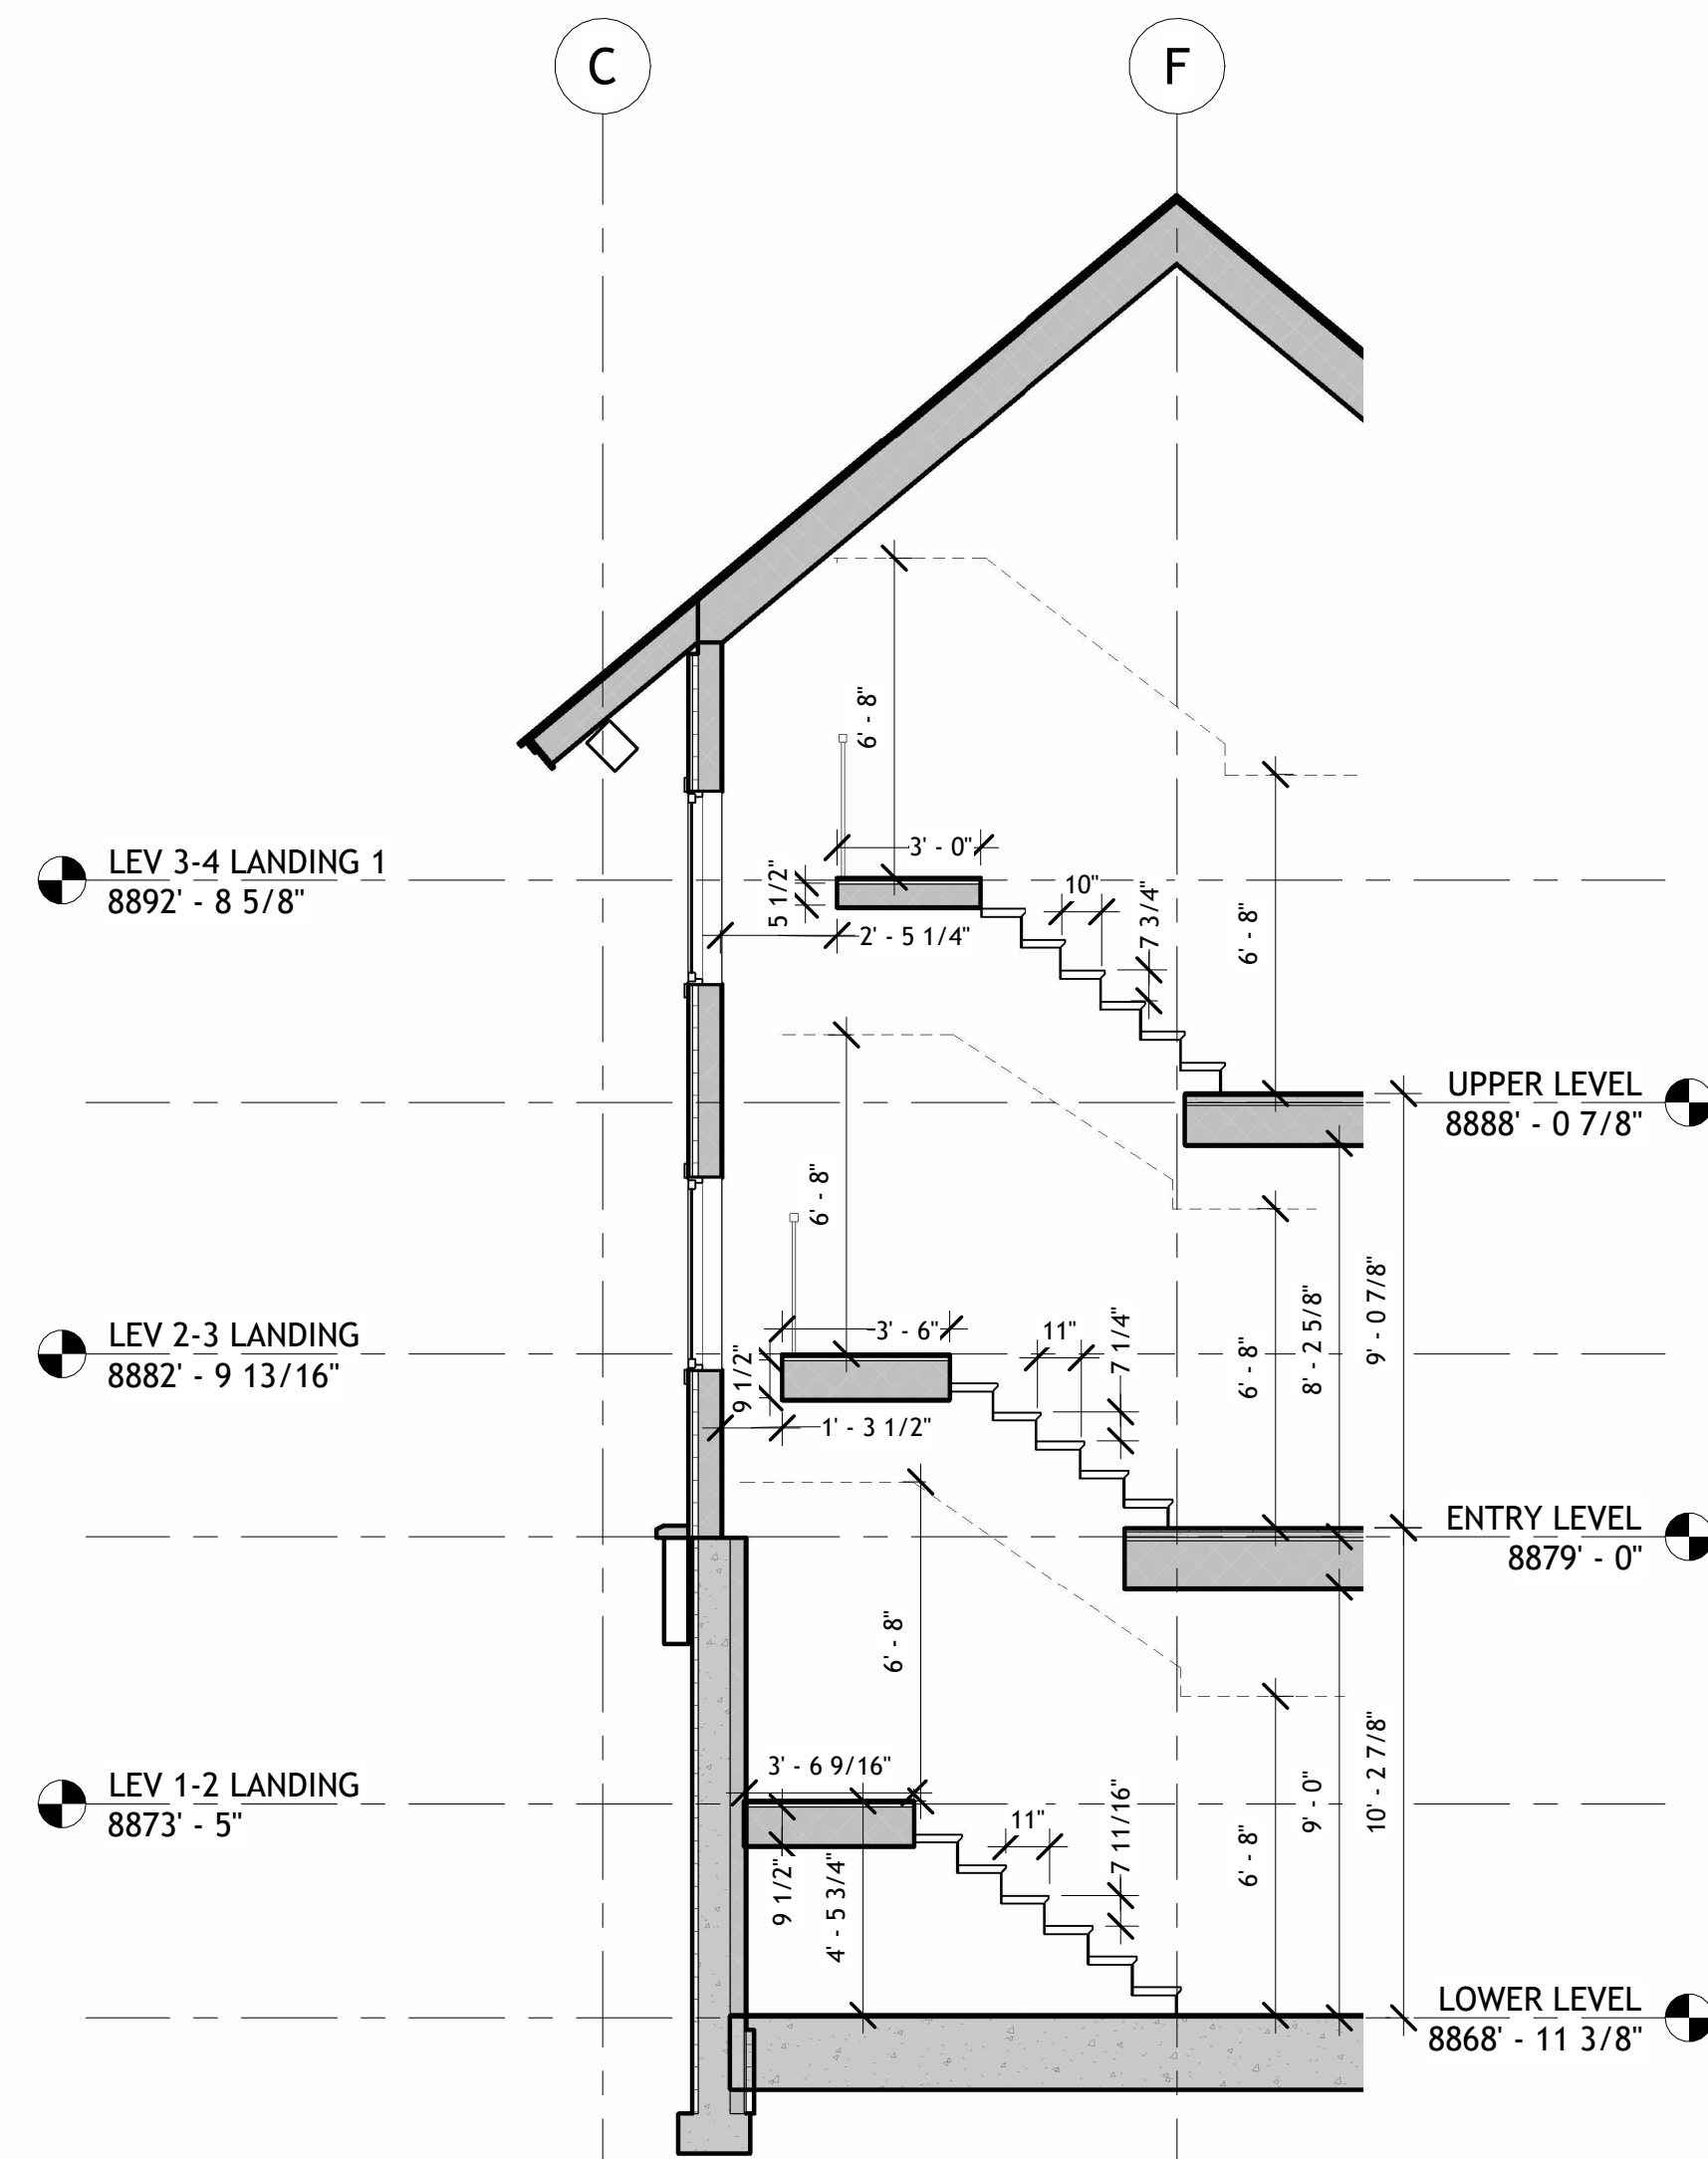 C
F
6' - 8"
3' - 0"
5 1/2"
10"
7 3/4"
6' - 8"
LEV 3-4 LANDING 1
8892' - 8 5/8"
2' - 5 1/4"
UPPER LEVEL
8888' - 0 7/8"
6' - 8"
3' - 6"
9 1/2"
11"
7 1/4"
6' - 8"
8' - 2 5/8"
9' - 0 7/8"
LEV 2-3 LANDING
8882' - 9 13/16"
1' - 3 1/2"
ENTRY LEVEL
8879' - 0"
6' - 8"
3' - 6 9/16"
LEV 1-2 LANDING
8873' - 5"
11"
7 11/16"
9 1/2"
4' - 5 3/4"
6' - 8"
9' - 0"
10' - 2 7/8"
LOWER LEVEL
8868' - 11 3/8"